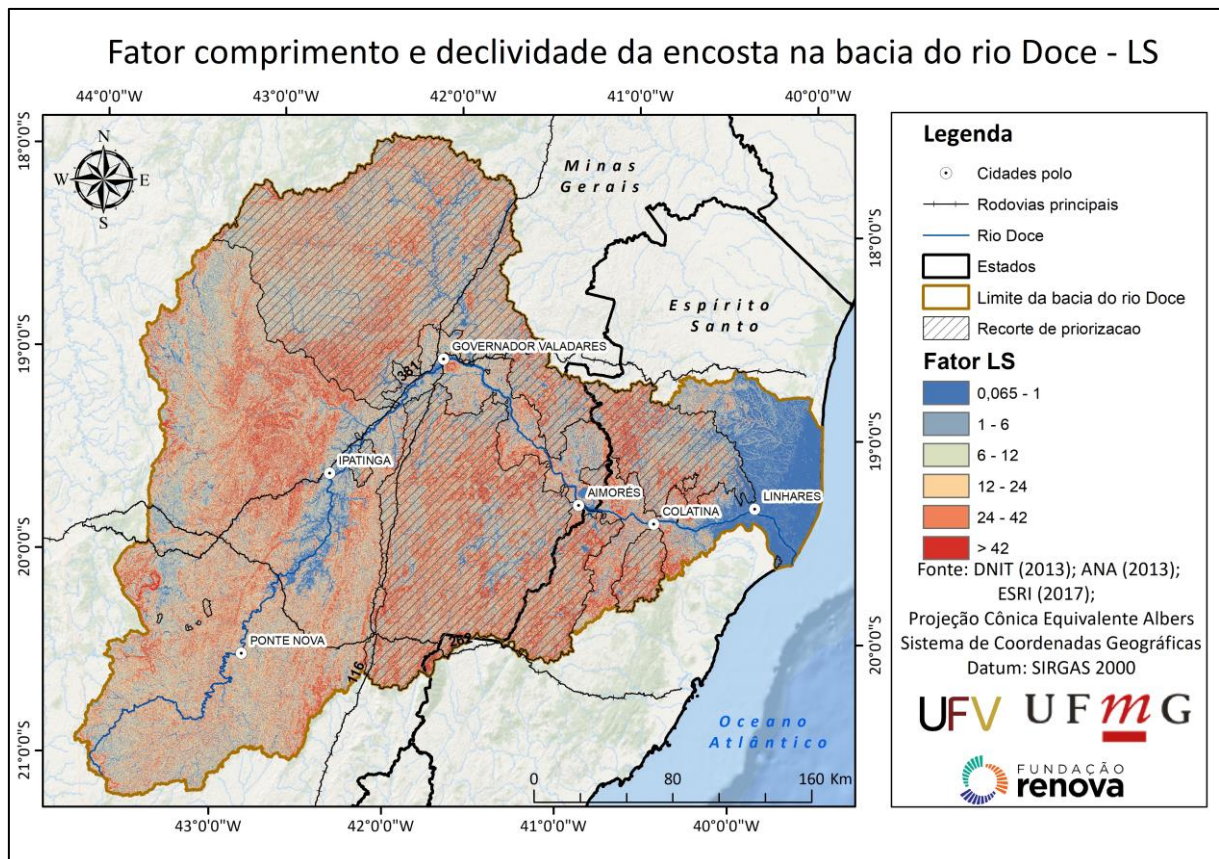 Fator comprimento e declividade da encosta na bacia do rio Doce - LS
44°0'0"W
43°0'0"W
42°0'0"W
41°0'0"W
40°0'0"W
18°0'0"S
19°0'0"S
20°0'0"S
21°0'0"S
N
W
E
S
Minas
Gerais
Espírito
Santo
GOVERNADOR VALADARES
381
IPATINGA
AIMORÉS
COLATINA
LINHARES
PONTE NOVA
116
262
Oceano
Atlântico
0
80
160 Km
18°0'0"S
19°0'0"S
20°0'0"S
43°0'0"W
42°0'0"W
41°0'0"W
40°0'0"W
Legenda
Cidades polo
Rodovias principais
Rio Doce
Estados
Limite da bacia do rio Doce
Recorte de priorizacao
Fator LS
0,065 - 1
1 - 6
6 - 12
12 - 24
24 - 42
> 42
Fonte: DNIT (2013); ANA (2013);
ESRI (2017);
Projeção Cônica Equivalente Albers
Sistema de Coordenadas Geográficas
Datum: SIRGAS 2000
UFV
UFmG
FUNDAÇÃO
renova